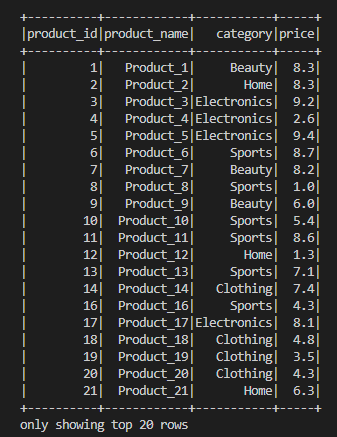 +----------+------------+-----------+-----+
|product_id|product_name|   category|price|
+----------+------------+-----------+-----+
|         1|   Product_1|     Beauty|  8.3|
|         2|   Product_2|       Home|  8.3|
|         3|   Product_3|Electronics|  9.2|
|         4|   Product_4|Electronics|  2.6|
|         5|   Product_5|Electronics|  9.4|
|         6|   Product_6|     Sports|  8.7|
|         7|   Product_7|     Beauty|  8.2|
|         8|   Product_8|     Sports|  1.0|
|         9|   Product_9|     Beauty|  6.0|
|        10|  Product_10|     Sports|  5.4|
|        11|  Product_11|     Sports|  8.6|
|        12|  Product_12|       Home|  1.3|
|        13|  Product_13|     Sports|  7.1|
|        14|  Product_14|   Clothing|  7.4|
|        16|  Product_16|     Sports|  4.3|
|        17|  Product_17|Electronics|  8.1|
|        18|  Product_18|   Clothing|  4.8|
|        19|  Product_19|   Clothing|  3.5|
|        20|  Product_20|   Clothing|  4.3|
|        21|  Product_21|       Home|  6.3|
+----------+------------+-----------+-----+
only showing top 20 rows